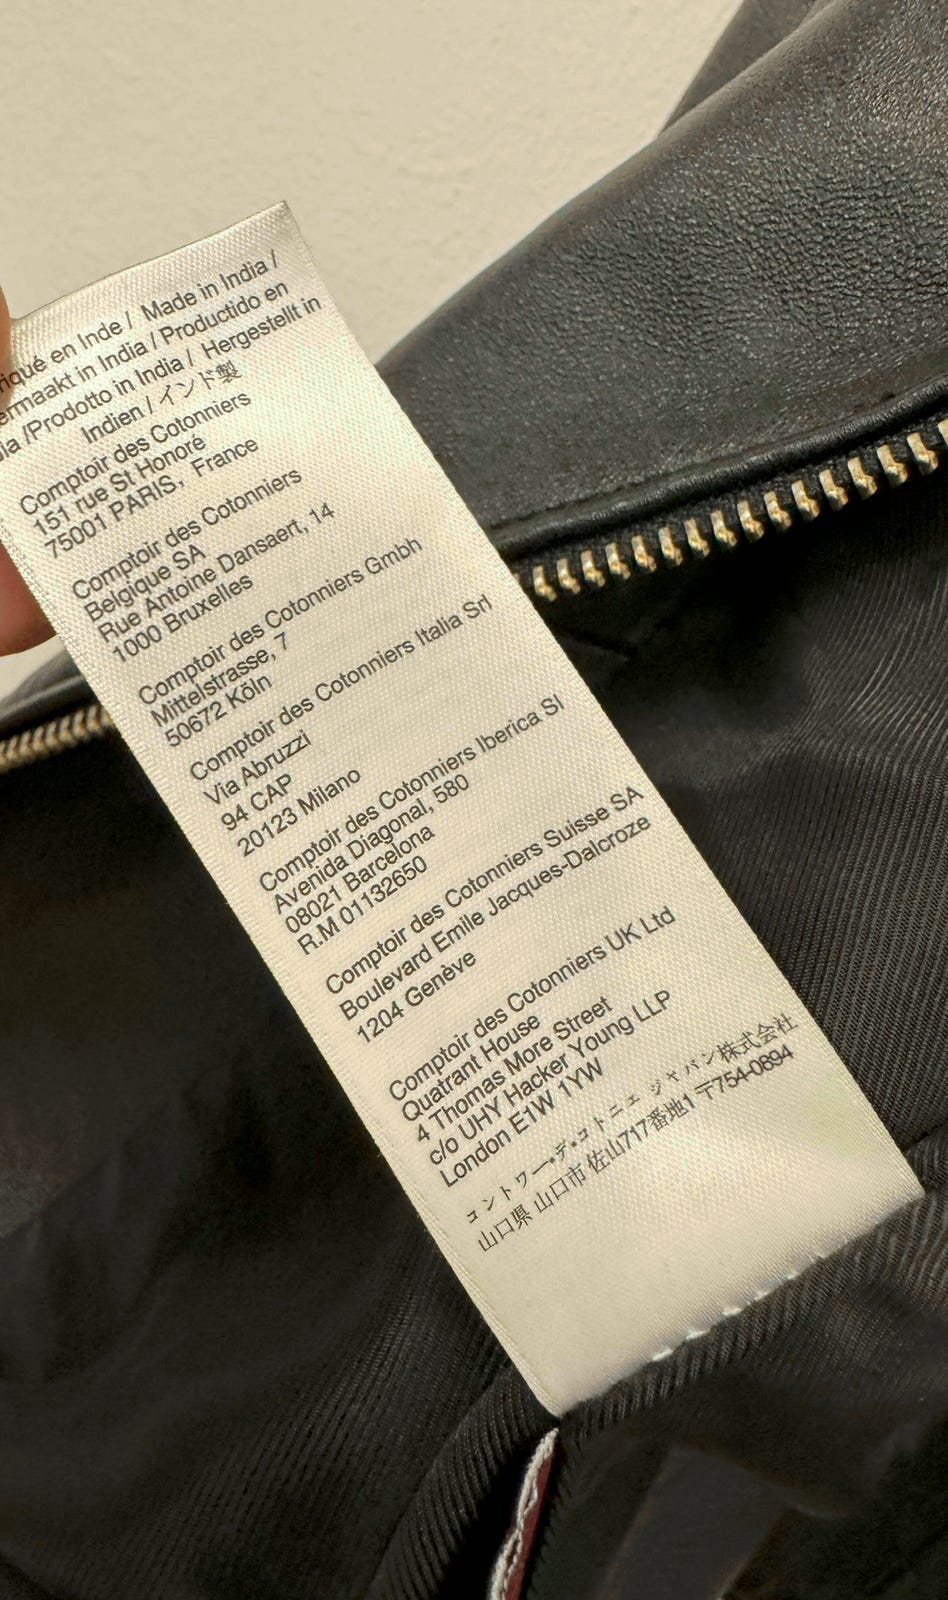 riqué en Inde / Made in India /
ermaakt in India / Productido en
ia /Prodotto in India / Hergestellt in
Indien / インド製
Comptoir des Cotonniers
151 rue St Honoré
75001 PARIS, France
Comptoir des Cotonniers
Belgique SA
Rue Antoine Dansaert, 14
1000 Bruxelles
Comptoir des Cotonniers Gmbh
Mittelstrasse, 7
50672 Köln
Comptoir des Cotonniers Italia Srl
Via Abruzzi
94 CAP
20123 Milano
Comptoir des Cotonniers Iberica Sl
Avenida Diagonal, 580
08021 Barcelona
R.M 01132650
Comptoir des Cotonniers Suisse SA
Boulevard Emile Jacques-Dalcroze
1204 Genève
Comptoir des Cotonniers UK Ltd
Quatrant House
4 Thomas More Street
c/o UHY Hacker Young LLP
London E1W 1YW
コントワー・デ・コトニエ ジャパン株式会社
山口県 山口市 佐山717番地1 〒754-0894